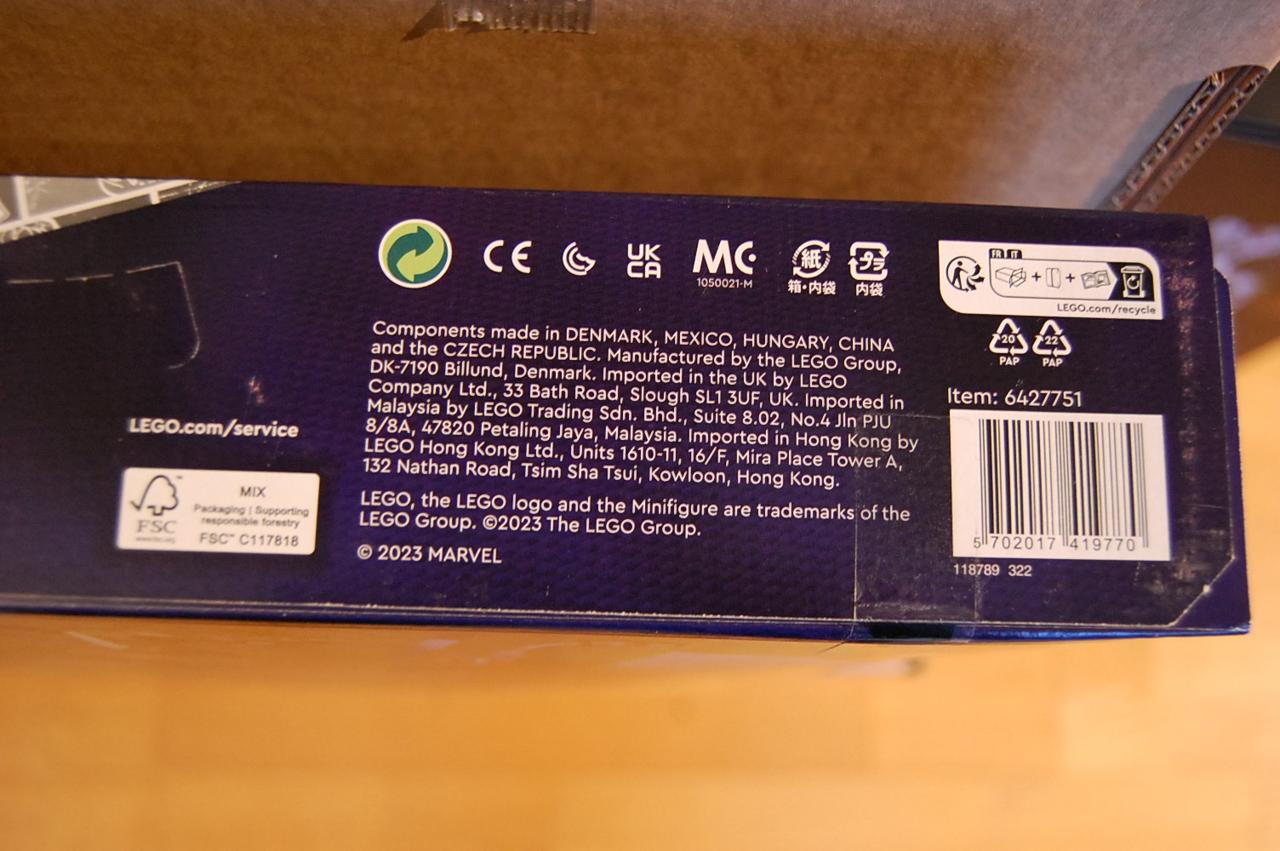 CE
UK
CA
MC
1050021-M
紙
箱・内袋
プラ
内袋
FR IT
+ +
LEGO.com/recycle
20
PAP
22
PAP
Components made in DENMARK, MEXICO, HUNGARY, CHINA
and the CZECH REPUBLIC. Manufactured by the LEGO Group,
DK-7190 Billund, Denmark. Imported in the UK by LEGO
Company Ltd., 33 Bath Road, Slough SL1 3UF, UK. Imported in
Malaysia by LEGO Trading Sdn. Bhd., Suite 8.02, No.4 Jln PJU
8/8A, 47820 Petaling Jaya, Malaysia. Imported in Hong Kong by
LEGO Hong Kong Ltd., Units 1610-11, 16/F, Mira Place Tower A,
132 Nathan Road, Tsim Sha Tsui, Kowloon, Hong Kong.
LEGO, the LEGO logo and the Minifigure are trademarks of the
LEGO Group. ©2023 The LEGO Group.
© 2023 MARVEL
LEGO.com/service
FSC
www.fsc.org
MIX
Packaging | Supporting
responsible forestry
FSC™ C117818
Item: 6427751
5 702017 419770
118789 322